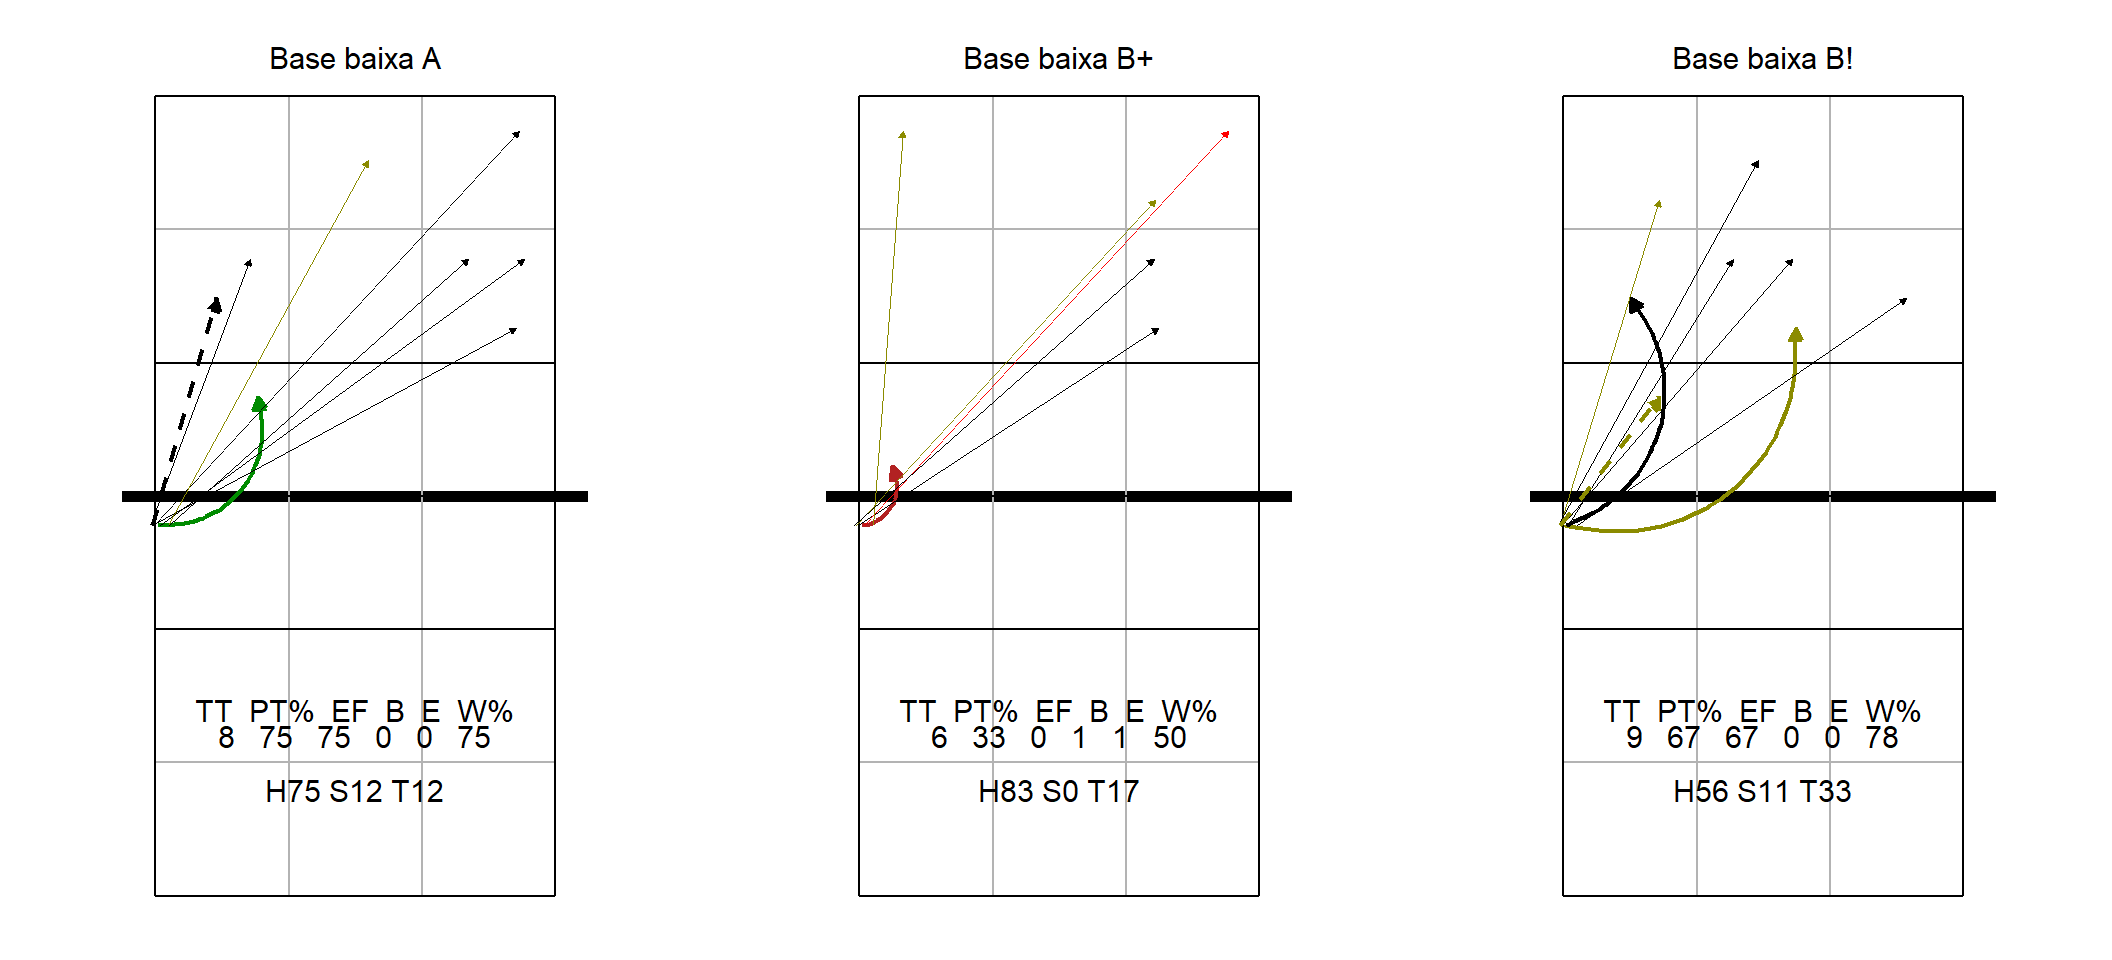 Base baixa A
TT PT% EF B E W%
8 75 75 0 0 75
H75 S12 T12
Base baixa B+
TT PT% EF B E W%
6 33 0 1 1 50
H83 S0 T17
Base baixa B!
TT PT% EF B E W%
9 67 67 0 0 78
H56 S11 T33